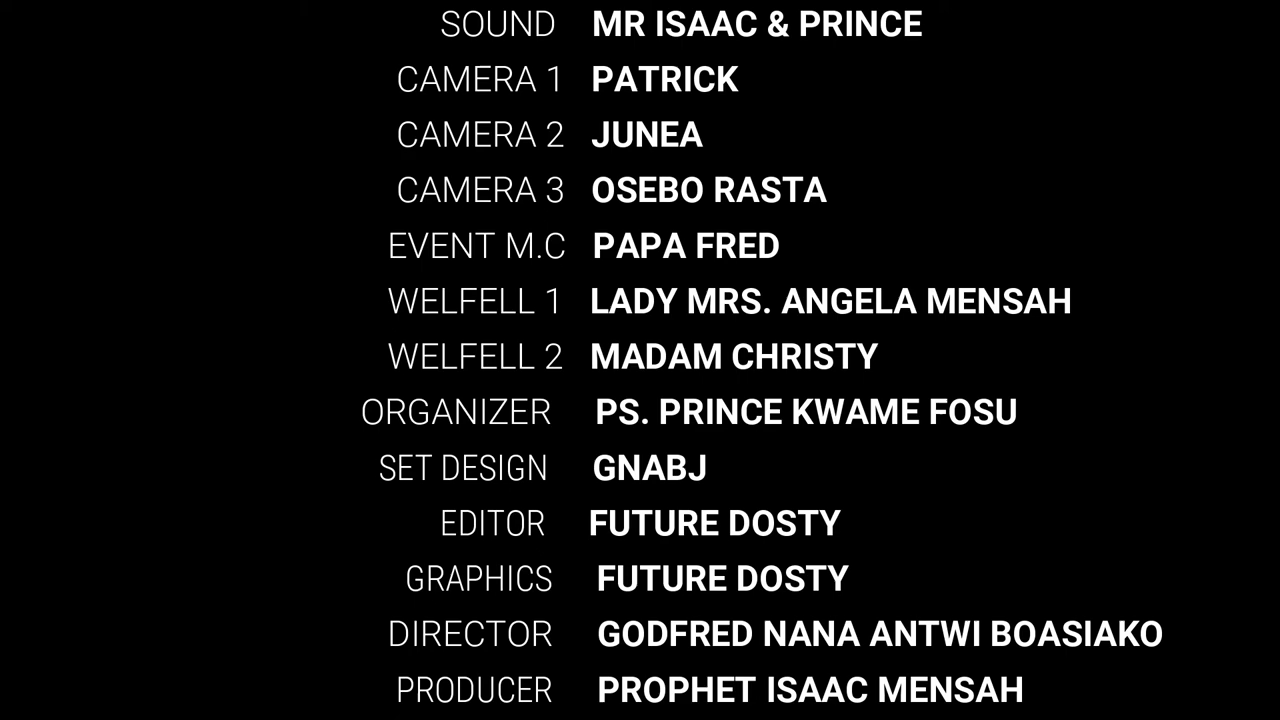 SOUND MR ISAAC & PRINCE
CAMERA 1 PATRICK
CAMERA 2 JUNEA
CAMERA 3 OSEBO RASTA
EVENT M.C PAPA FRED
WELFELL 1 LADY MRS. ANGELA MENSAH
WELFELL 2 MADAM CHRISTY
ORGANIZER PS. PRINCE KWAME FOSU
SET DESIGN GNABJ
EDITOR FUTURE DOSTY
GRAPHICS FUTURE DOSTY
DIRECTOR GODFRED NANA ANTWI BOASIAKO
PRODUCER PROPHET ISAAC MENSAH